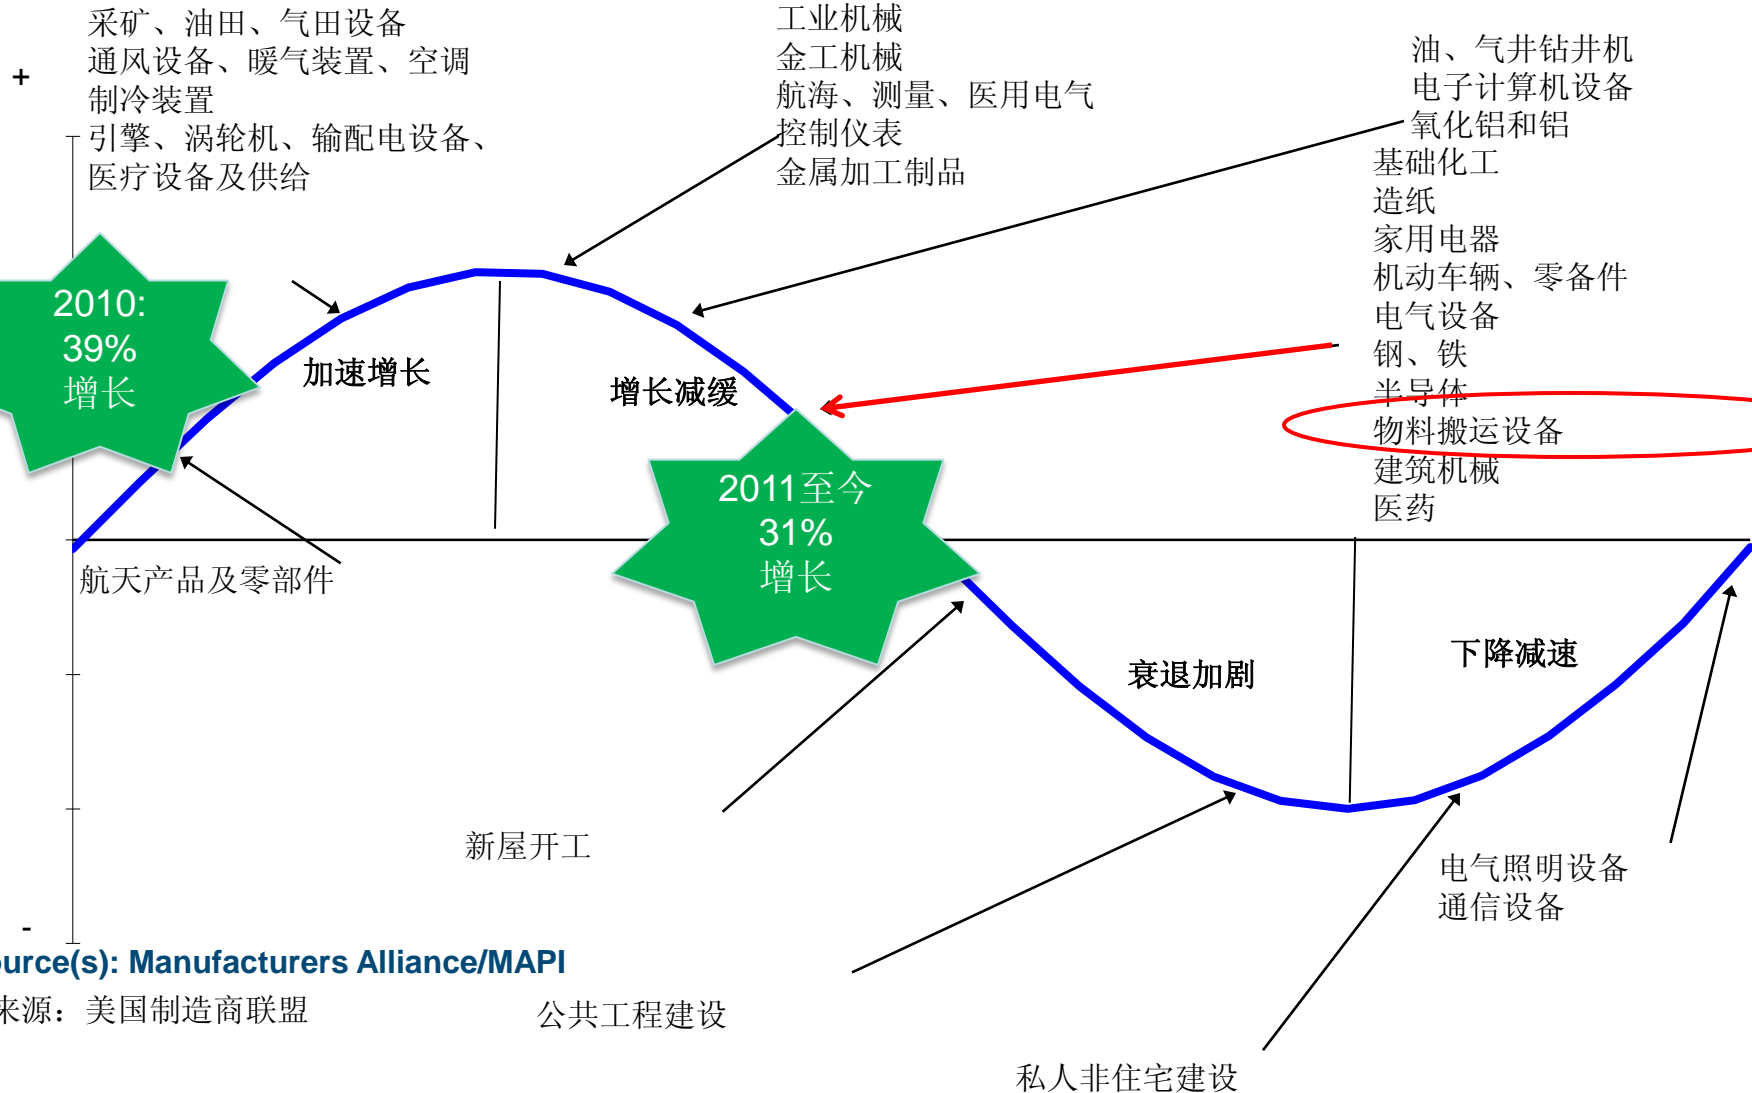 采矿、油田、气田设备
通风设备、暖气装置、空调
制冷装置
引擎、涡轮机、输配电设备、
医疗设备及供给
+
工业机械
金工机械
航海、测量、医用电气
控制仪表
金属加工制品
油、气井钻井机
电子计算机设备
氧化铝和铝
基础化工
造纸
家用电器
机动车辆、零备件
电气设备
钢、铁
半导体
物料搬运设备
建筑机械
医药
2010:
39%
增长
加速增长
增长减缓
2011至今
31%
增长
航天产品及零部件
衰退加剧
下降减速
新屋开工
电气照明设备
通信设备
-
ource(s): Manufacturers Alliance/MAPI
来源：美国制造商联盟
公共工程建设
私人非住宅建设